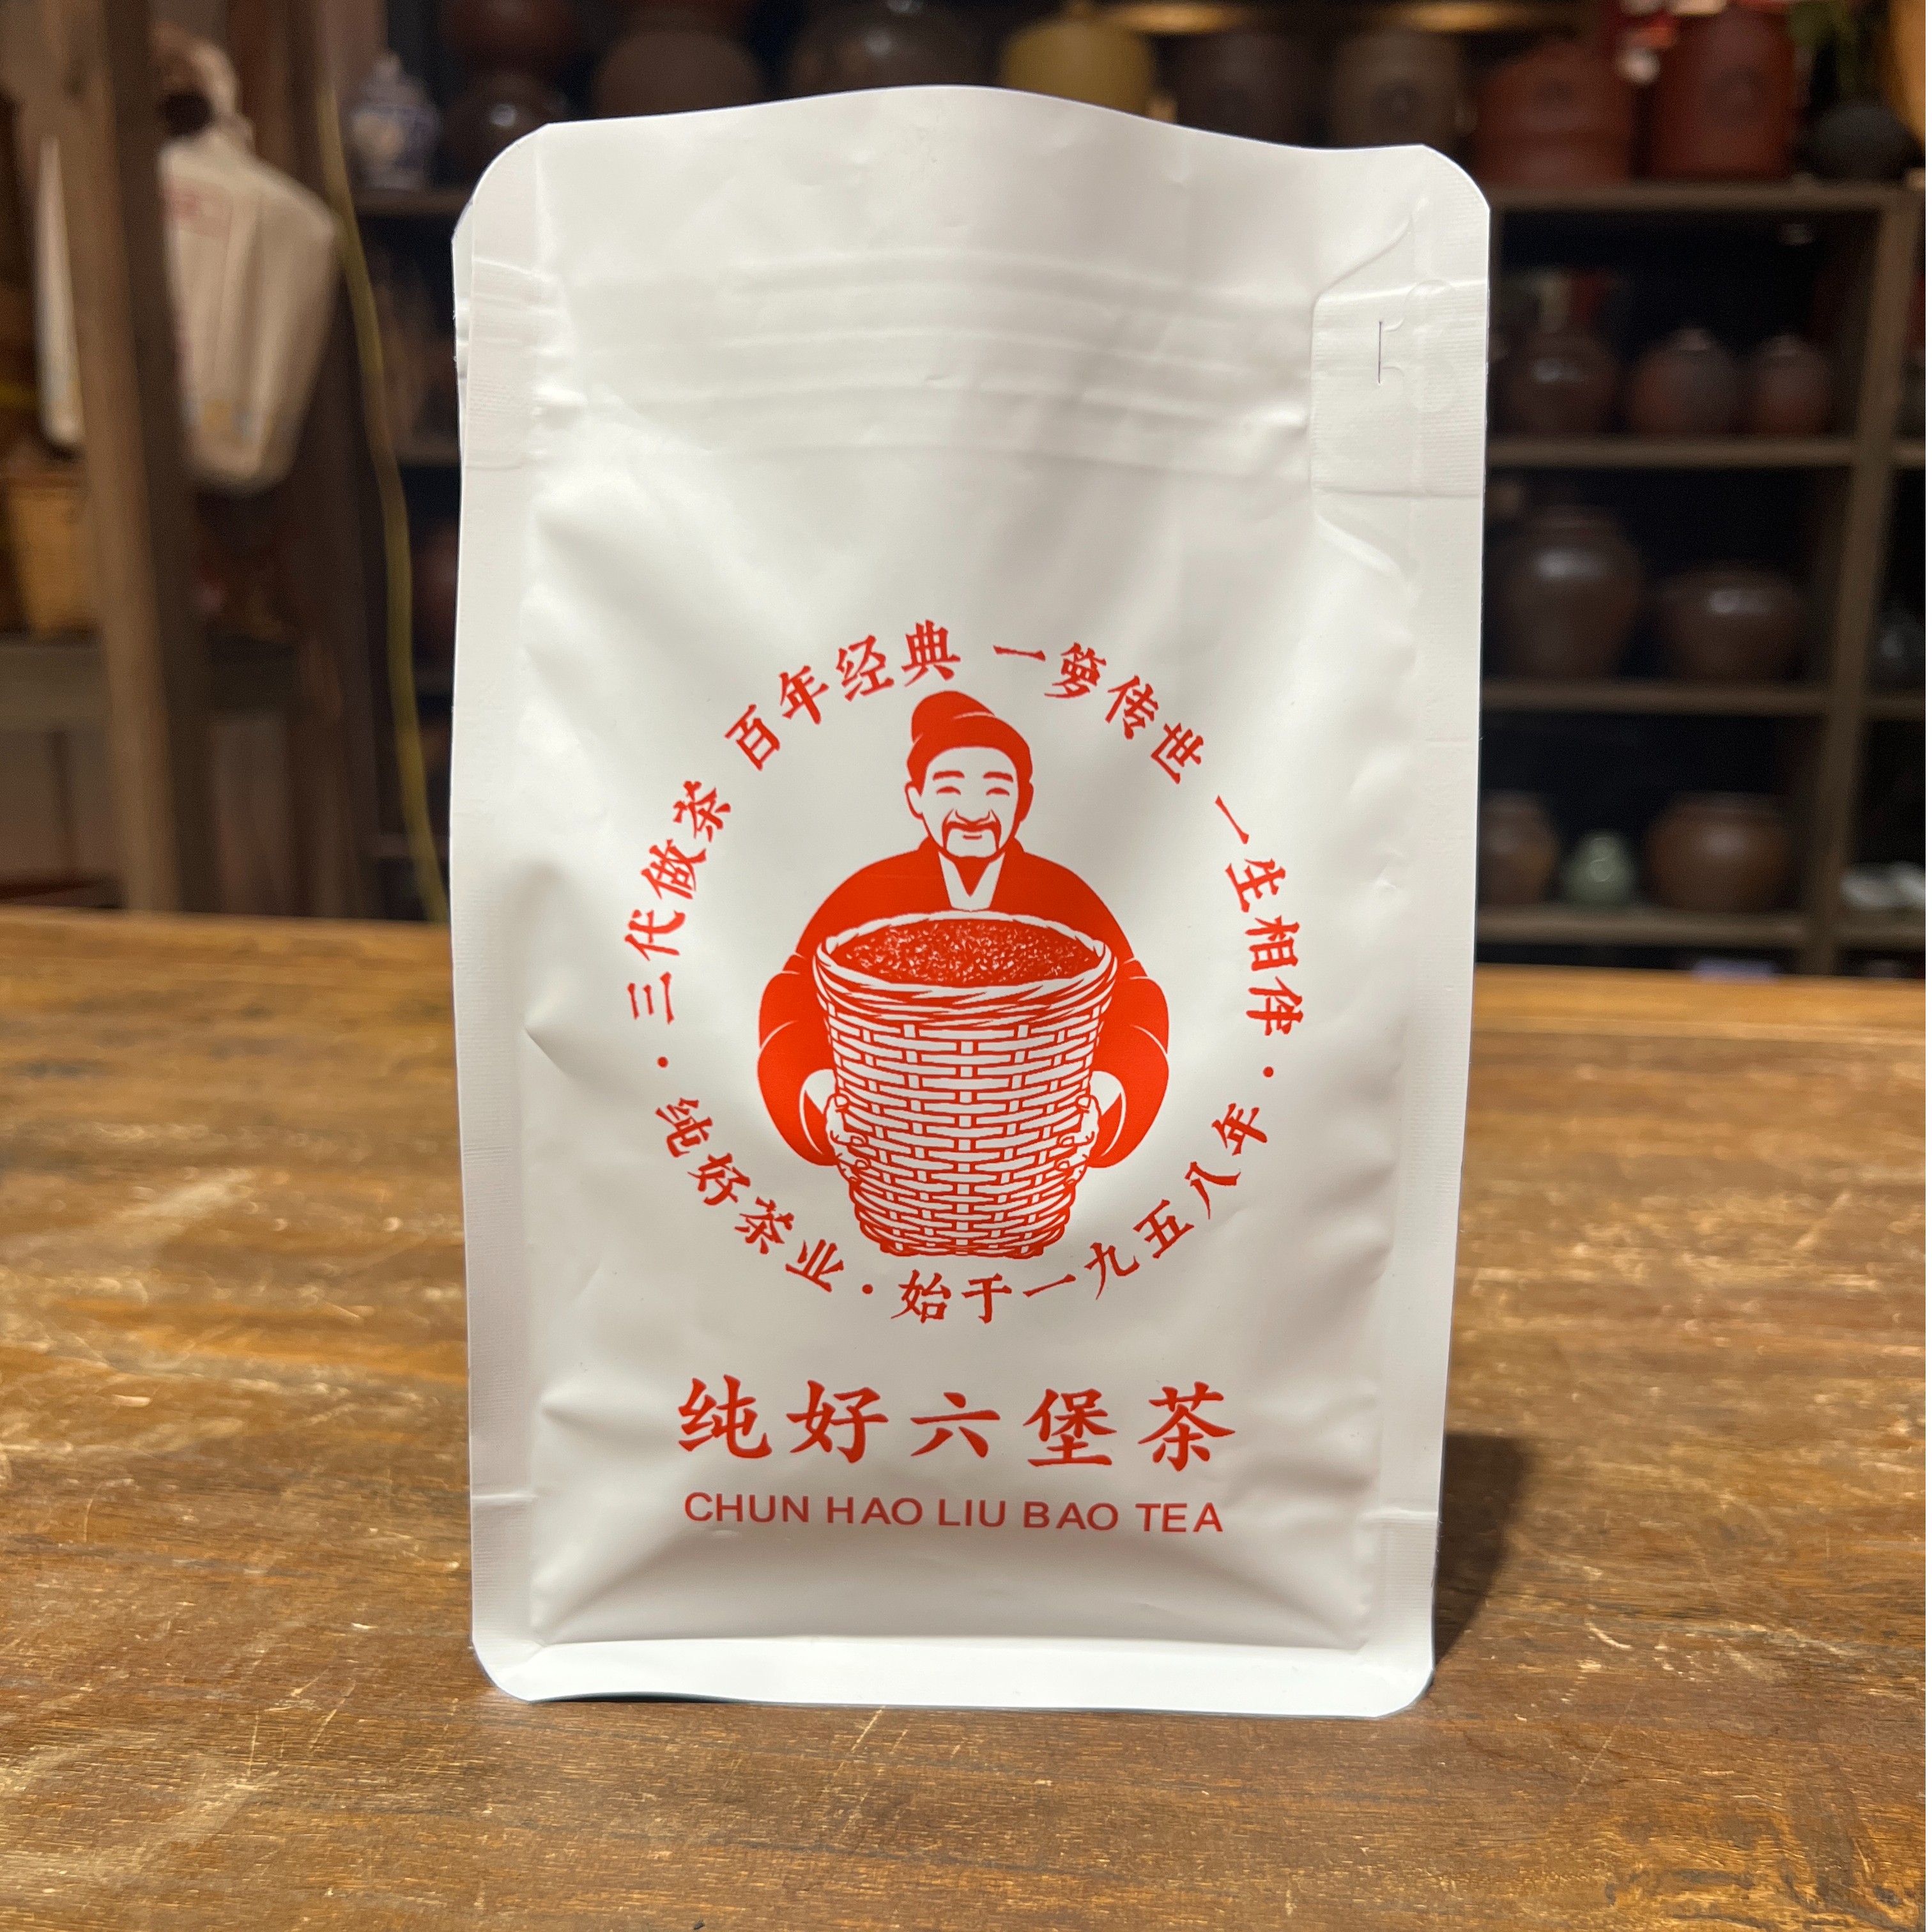 三代做茶 百年经典 一箩传世 一生相伴
·纯好茶业·始于一九五八年·
纯好六堡茶
CHUN HAO LIU BAO TEA